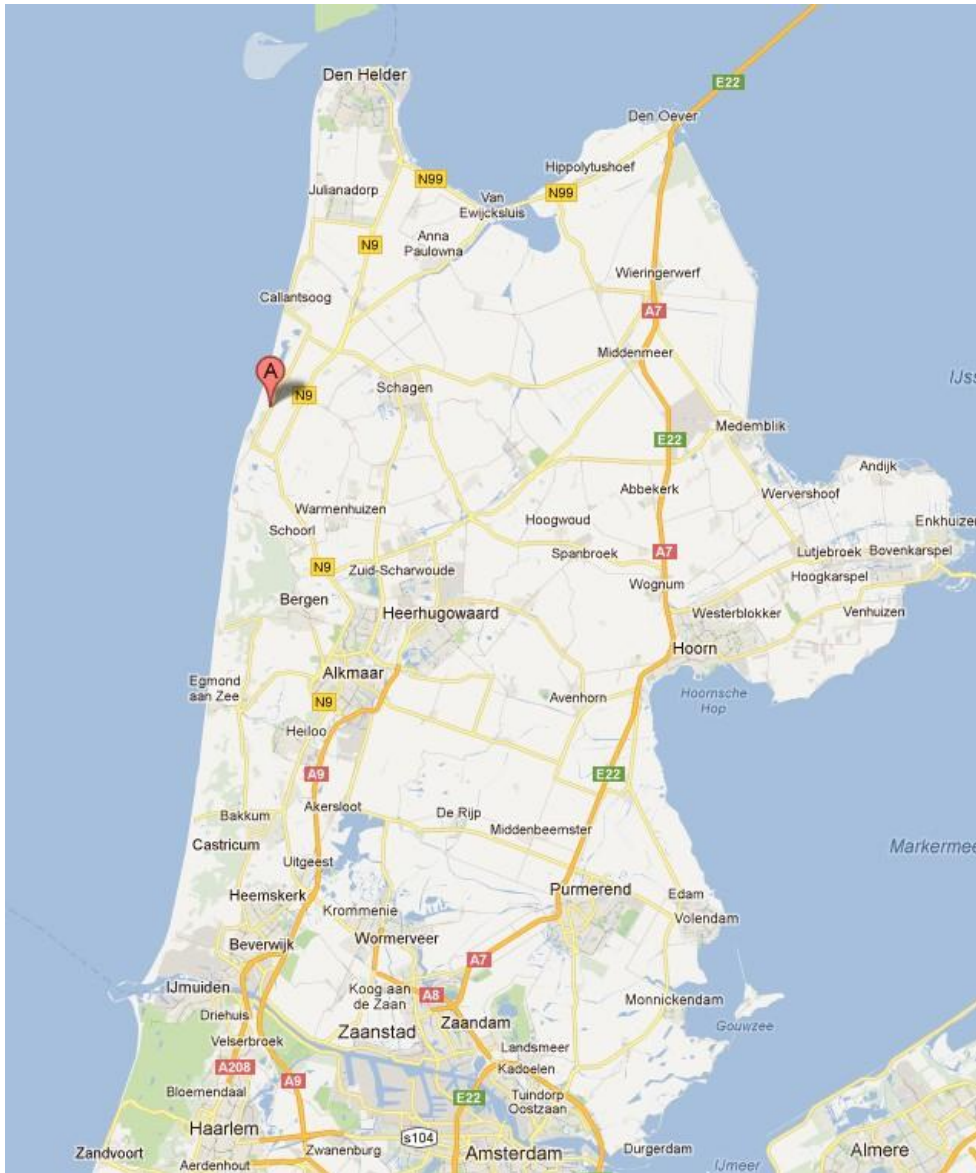 Den Helder
E22
Den Oever
Hippolytushoef
N99
N99
Julianadorp
Van
Ewijcksluis
N9
Anna
Paulowna
Wieringerwerf
Callantsoog
A7
Middenmeer
A
N9
Schagen
IJss
Medemblik
E22
Andijk
Abbekerk
Wervershoof
Warmenhuizen
Hoogwoud
Enkhuizen
Schoorl
Spanbroek
A7
Lutjebroek
Bovenkarspel
N9
Zuid-Scharwoude
Wognum
Hoogkarspel
Bergen
Heerhugowaard
Westerblokker
Venhuizen
Hoorn
Alkmaar
Egmond
aan Zee
Avenhorn
Hoornsche
Hop
N9
Heiloo
A9
E22
Akersloot
De Rijp
Bakkum
Middenbeemster
Castricum
Markermee
Uitgeest
Purmerend
Heemskerk
Edam
Krommenie
Volendam
Wormerveer
Beverwijk
A7
IJmuiden
Koog aan
de Zaan
A8
Monnickendam
Driehuis
Zaanstad
Zaandam
Gouwzee
Velserbroek
Landsmeer
A208
Kadoelen
A9
Bloemendaal
E22
Tuindorp
Oostzaan
Haarlem
s104
Zandvoort
Zwanenburg
Amsterdam
Durgerdam
Almere
Aerdenhout
IJmeer